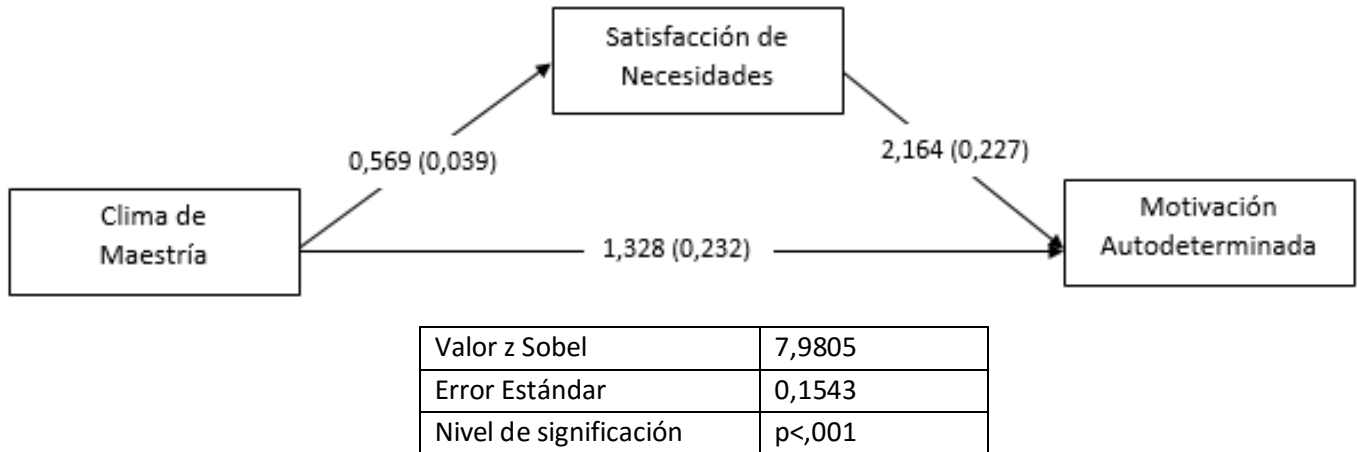 Satisfacción de
Necesidades
0,569 (0,039)
2,164 (0,227)
Clima de
Maestría
1,328 (0,232)
Motivación
Autodeterminada
Valor z Sobel 7,9805
Error Estándar 0,1543
Nivel de significación p<,001